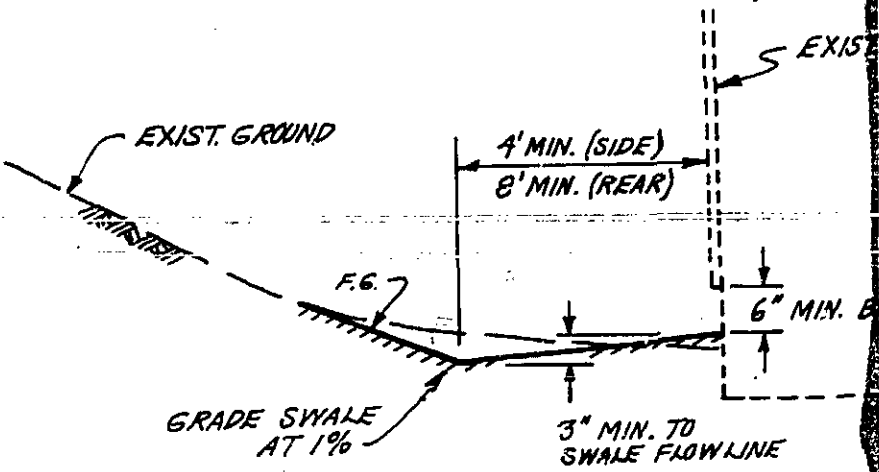 EXIST
EXIST. GROUND
4' MIN. (SIDE)
8' MIN. (REAR)
F.G.
6" MIN. B
GRADE SWALE
AT 1%
3" MIN. TO
SWALE FLOWLINE